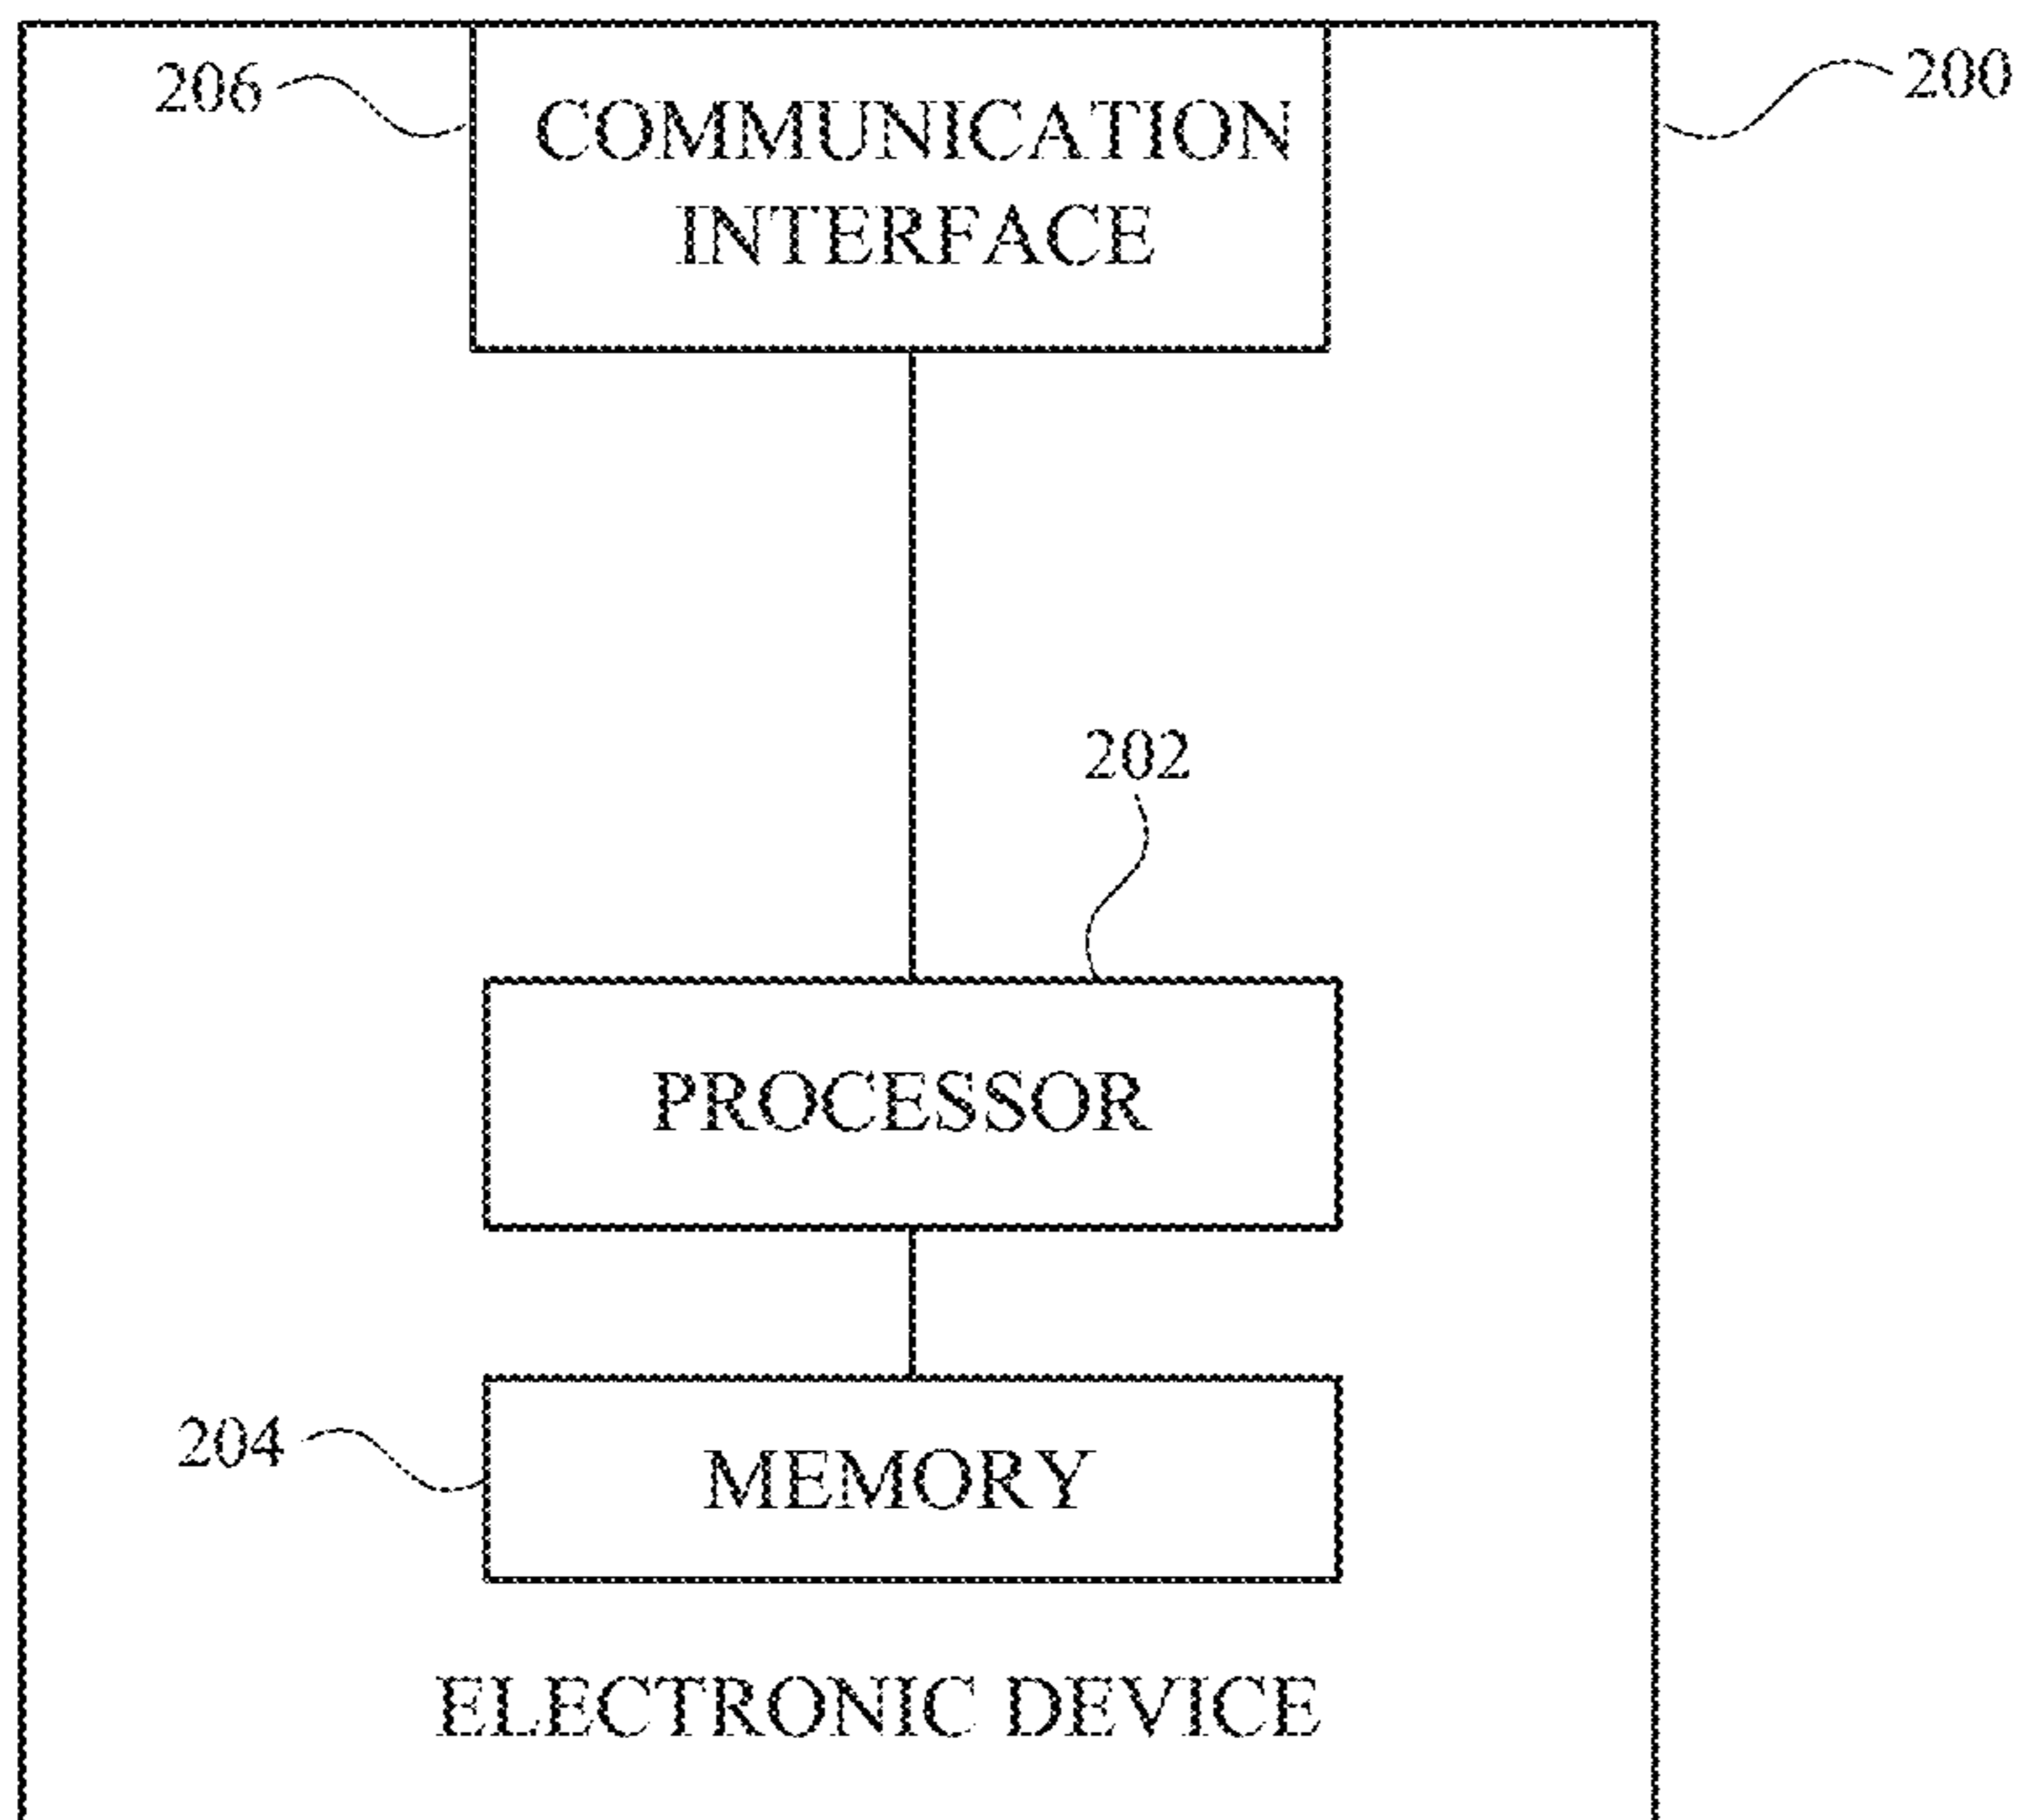 206
200
COMMUNICATION
INTERFACE
202
PROCESSOR
204
MEMORY
ELECTRONIC DEVICE